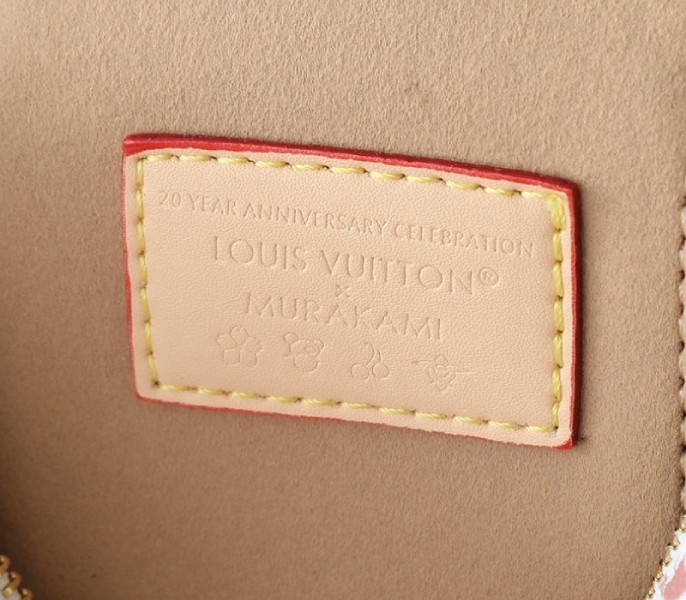 20 YEAR ANNIVERSARY CELEBRATION
LOUIS VUITTON®
×
MURAKAMI